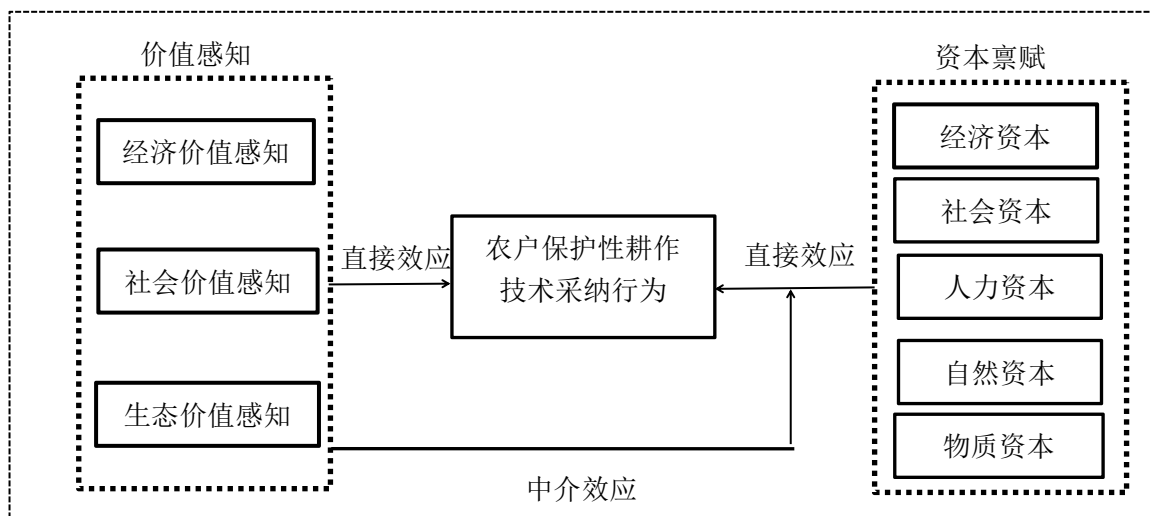 价值感知
经济价值感知
社会价值感知
生态价值感知
直接效应
农户保护性耕作
技术采纳行为
直接效应
中介效应
资本禀赋
经济资本
社会资本
人力资本
自然资本
物质资本